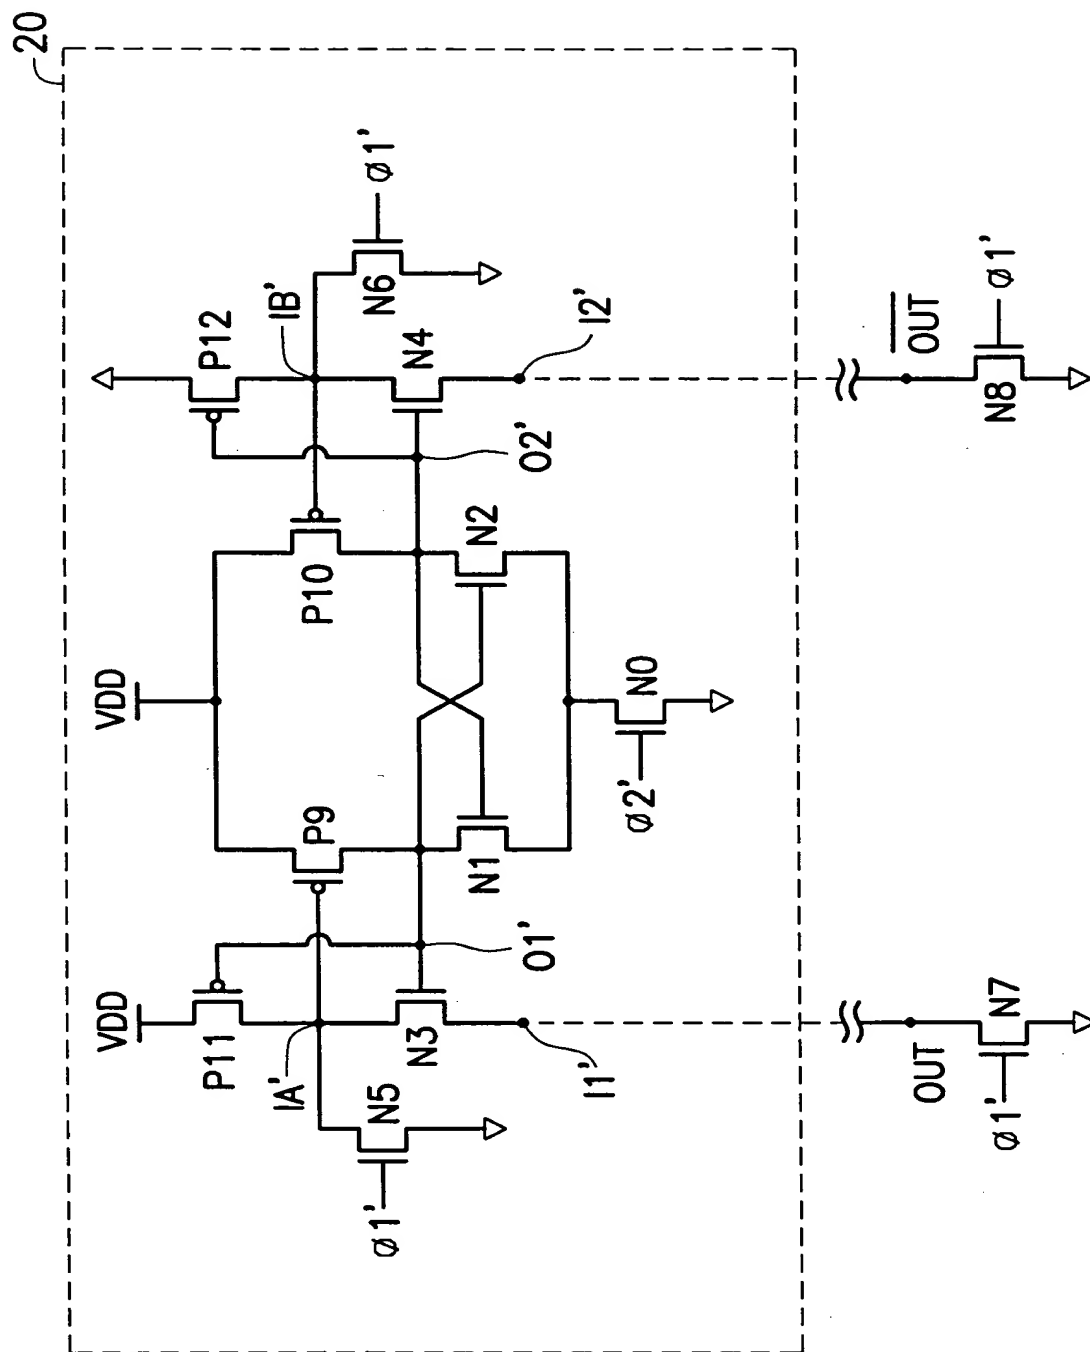 20
VDD
VDD
P11
P9
P10
P12
IA'
IB'
ø1'
N5
N3
O1'
N1
N2
O2'
N4
N6
ø1'
I1'
I2'
ø2'
N0
OUT
OUT
ø1'
N7
N8
ø1'